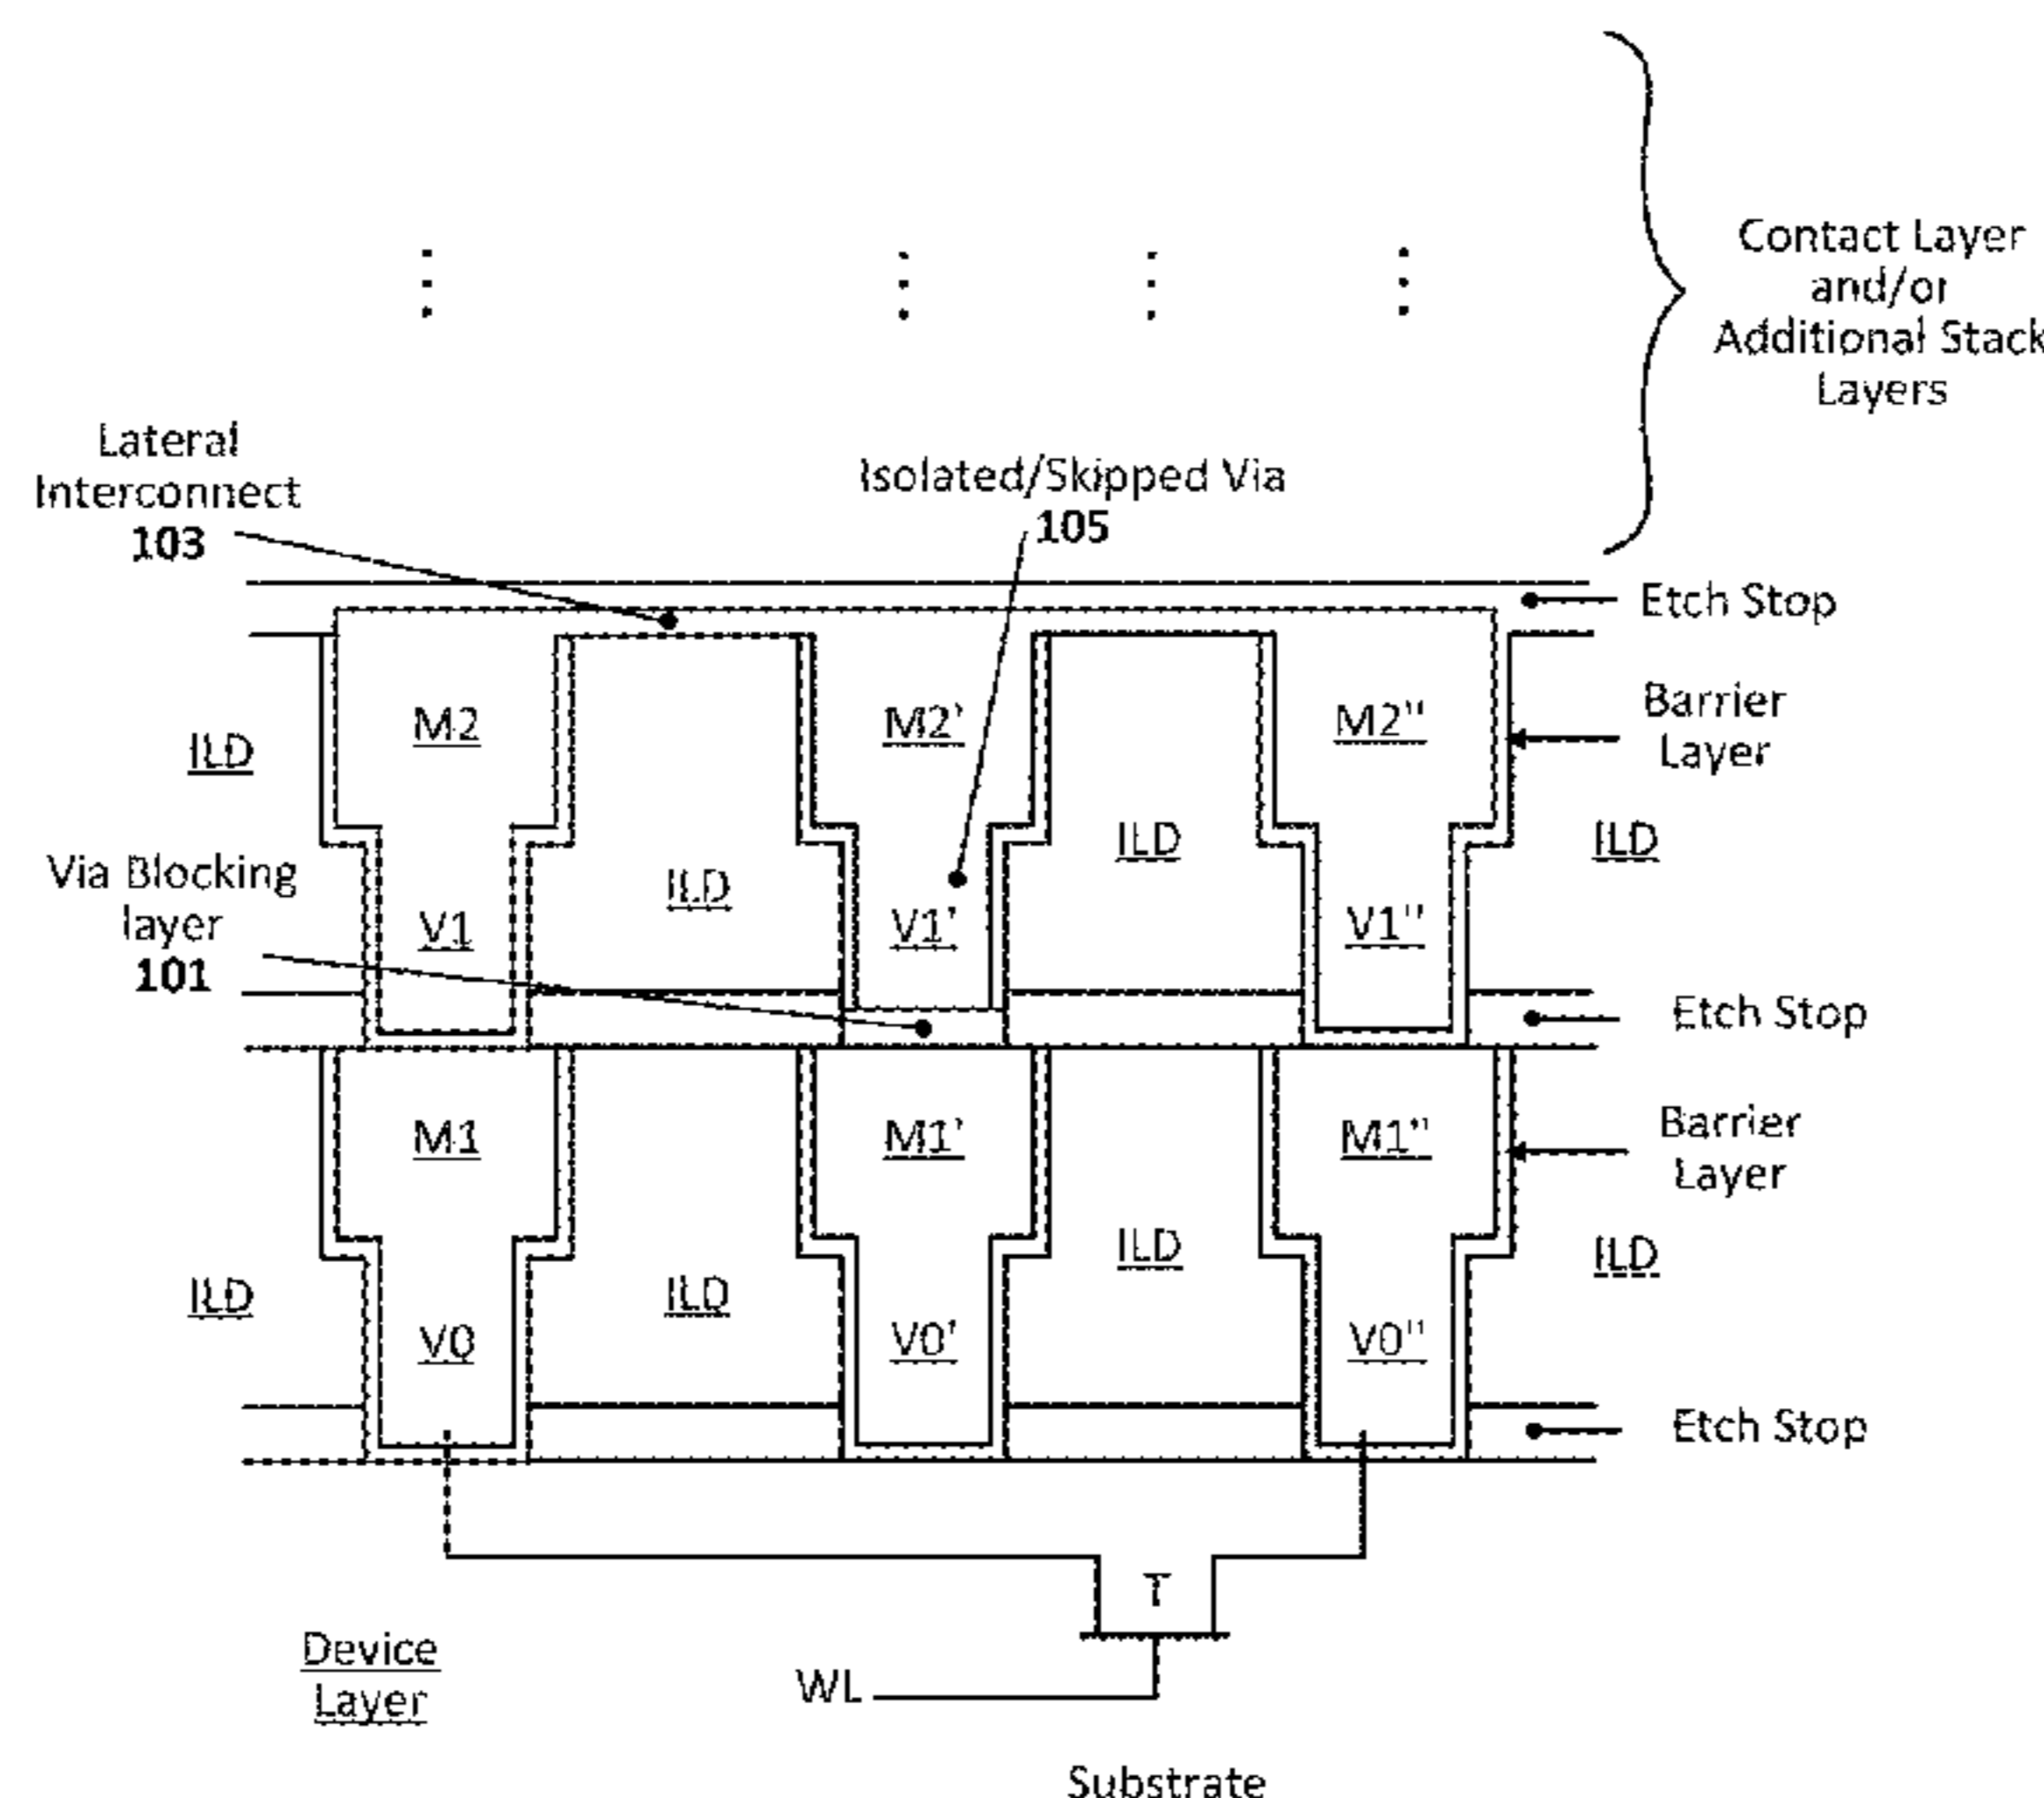 Contact Layer
and/or
Additional Stack
Layers
Lateral
Interconnect
103
Isolated/Skipped Via
105
Etch Stop
M2
M2'
M2"
Barrier
Layer
ILD
ILD
ILD
ILD
Via Blocking
layer
101
V1
V1'
V1"
Etch Stop
M1
M1'
M1"
Barrier
Layer
ILD
ILD
ILD
ILD
V0
V0'
V0"
Etch Stop
T
Device
Layer
WL
Substrate